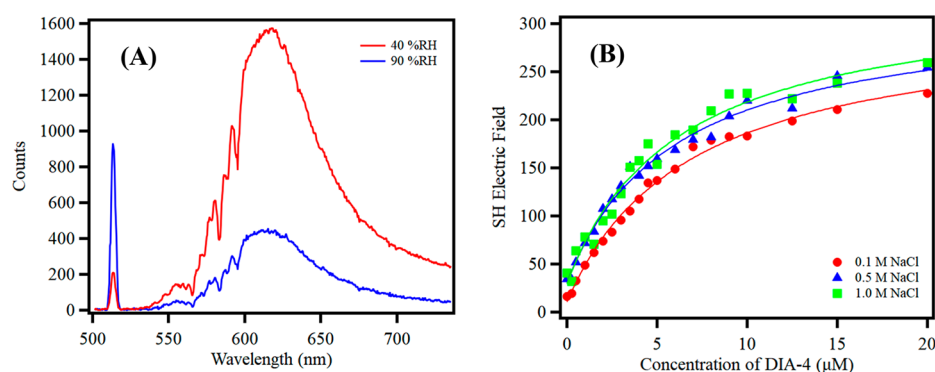 (A)
40 %RH
90 %RH
Counts
1600
1400
1200
1000
800
600
400
200
0
500
550
600
650
700
Wavelength (nm)
(B)
SH Electric Field
300
250
200
150
100
50
0
0.1 M NaCl
0.5 M NaCl
1.0 M NaCl
0
5
10
15
20
Concentration of DIA-4 (μM)